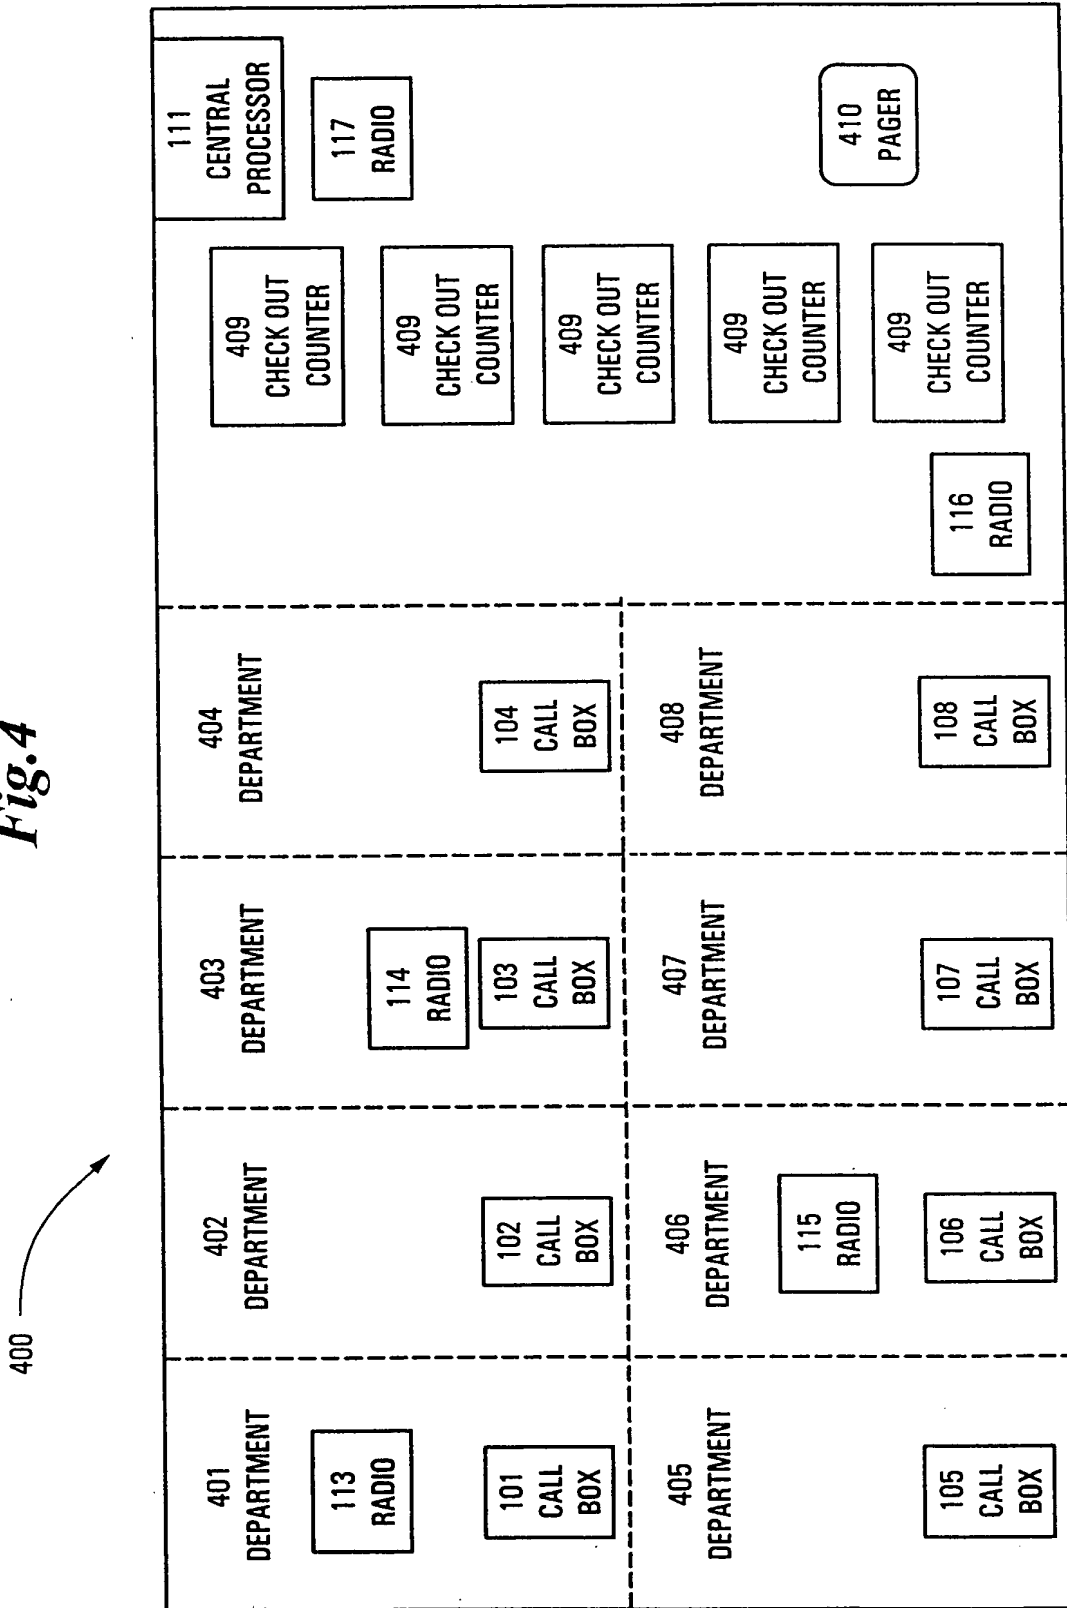 Fig.4
400
401
DEPARTMENT
113
RADIO
101
CALL
BOX
402
DEPARTMENT
102
CALL
BOX
403
DEPARTMENT
114
RADIO
103
CALL
BOX
404
DEPARTMENT
104
CALL
BOX
405
DEPARTMENT
105
CALL
BOX
406
DEPARTMENT
115
RADIO
106
CALL
BOX
407
DEPARTMENT
107
CALL
BOX
408
DEPARTMENT
108
CALL
BOX
116
RADIO
409
CHECK OUT
COUNTER
409
CHECK OUT
COUNTER
409
CHECK OUT
COUNTER
409
CHECK OUT
COUNTER
409
CHECK OUT
COUNTER
111
CENTRAL
PROCESSOR
117
RADIO
410
PAGER